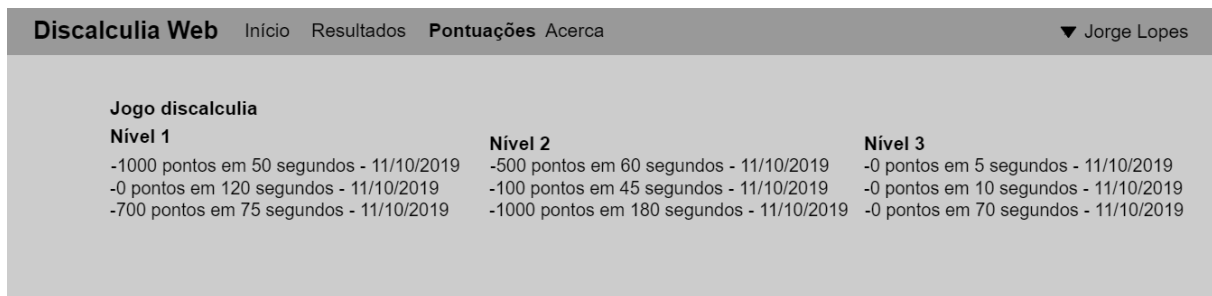 Discalculia Web Início Resultados Pontuações Acerca ▼ Jorge Lopes
Jogo discalculia
Nível 1
-1000 pontos em 50 segundos - 11/10/2019
-0 pontos em 120 segundos - 11/10/2019
-700 pontos em 75 segundos - 11/10/2019
Nível 2
-500 pontos em 60 segundos - 11/10/2019
-100 pontos em 45 segundos - 11/10/2019
-1000 pontos em 180 segundos - 11/10/2019
Nível 3
-0 pontos em 5 segundos - 11/10/2019
-0 pontos em 10 segundos - 11/10/2019
-0 pontos em 70 segundos - 11/10/2019